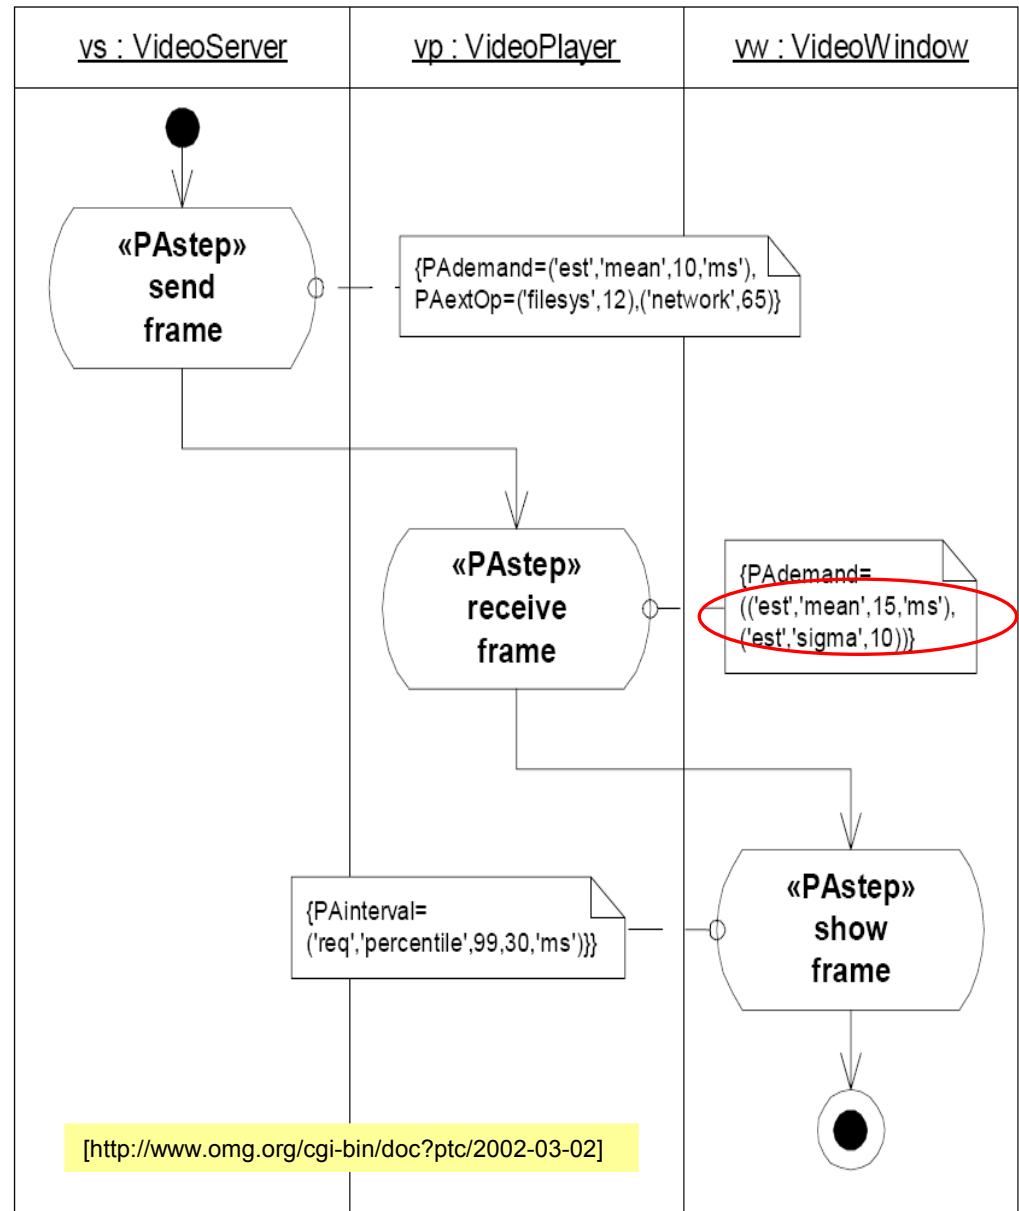 vs : VideoServer
vp : VideoPlayer
vw : VideoWindow
«PAstep»
send
frame
{PAdemand=('est','mean',10,'ms'),
PAextOp=('filesys',12),('network',65)}
«PAstep»
receive
frame
{PAdemand=
(('est','mean',15,'ms'),
('est','sigma',10))}
{PAinterval=
('req','percentile',99,30,'ms')}}
«PAstep»
show
frame
[http://www.omg.org/cgi-bin/doc?ptc/2002-03-02]